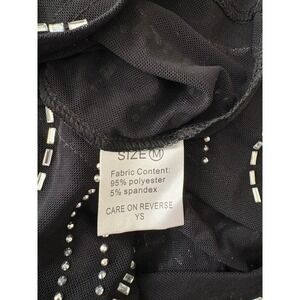 SIZE Ⓜ
Fabric Content:
95% polyester
5% spandex
CARE ON REVERSE
YS